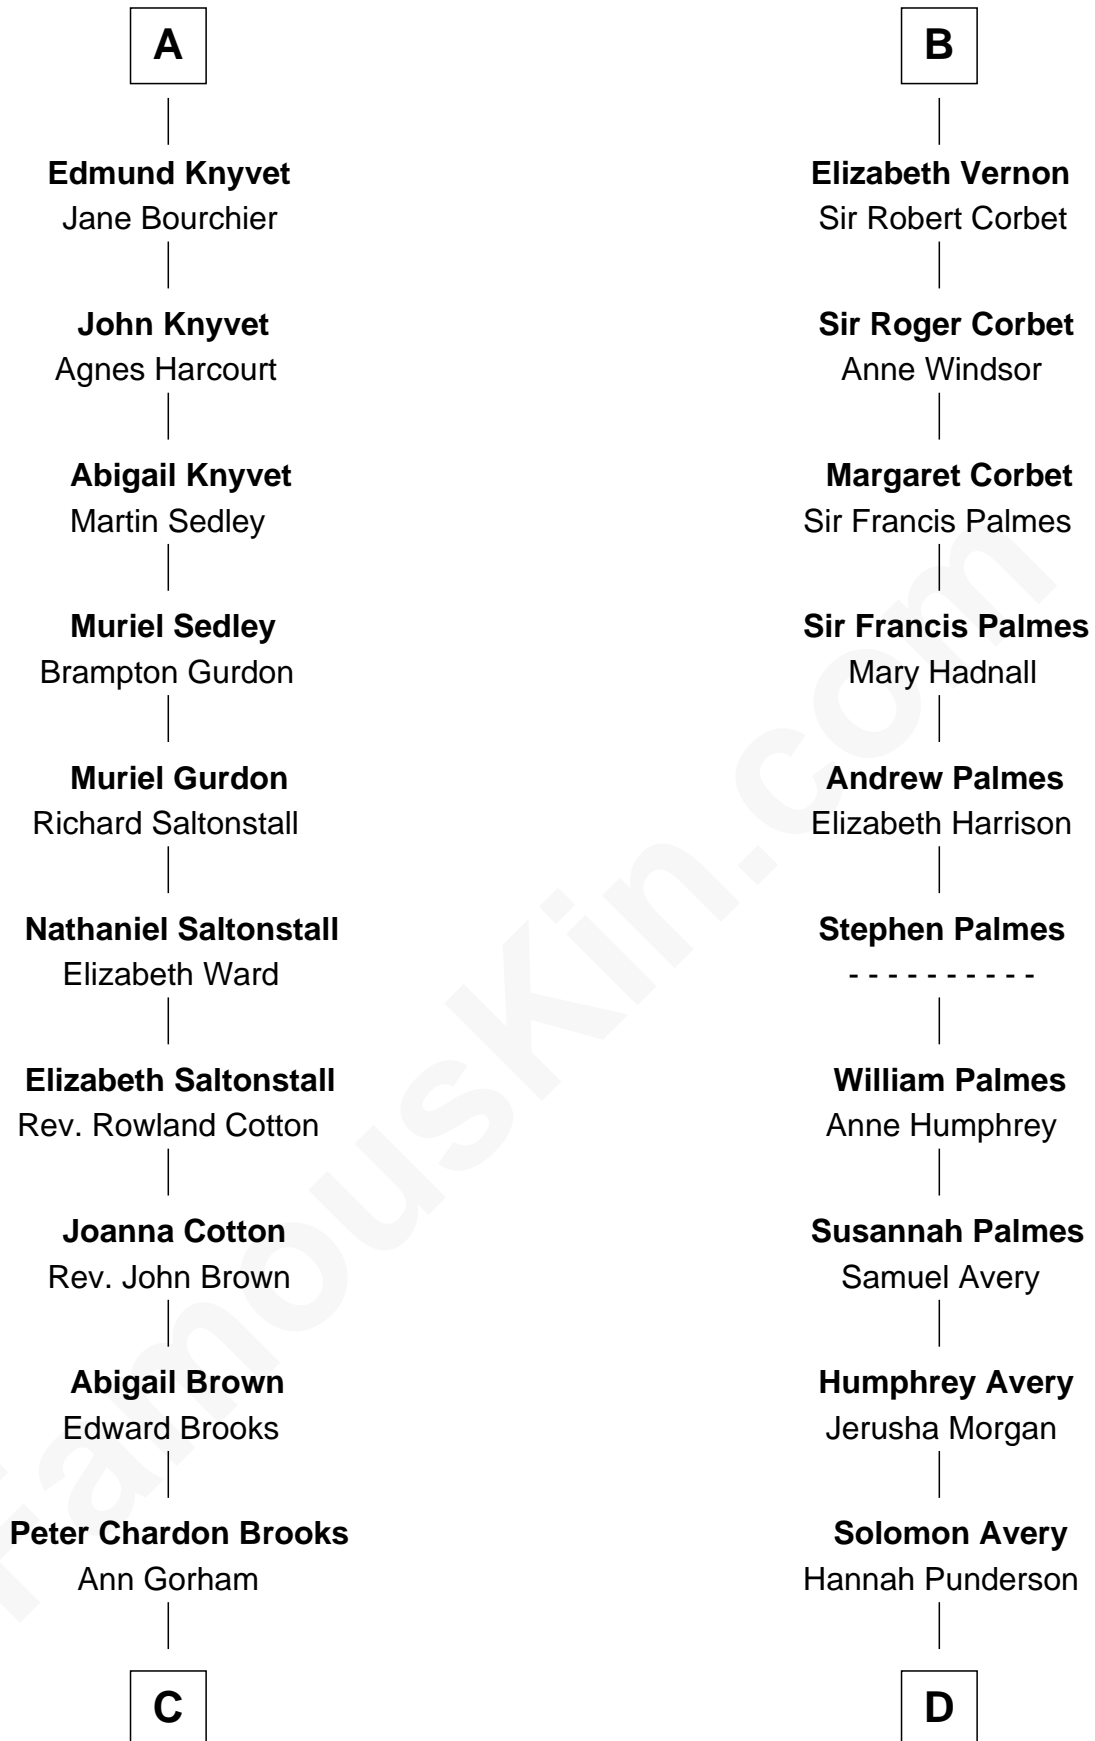 A
Edmund Knyvet
Jane Bourchier
John Knyvet
Agnes Harcourt
Abigail Knyvet
Martin Sedley
Muriel Sedley
Brampton Gurdon
Muriel Gurdon
Richard Saltonstall
Nathaniel Saltonstall
Elizabeth Ward
Elizabeth Saltonstall
Rev. Rowland Cotton
Joanna Cotton
Rev. John Brown
Abigail Brown
Edward Brooks
Peter Chardon Brooks
Ann Gorham
C
B
Elizabeth Vernon
Sir Robert Corbet
Sir Roger Corbet
Anne Windsor
Margaret Corbet
Sir Francis Palmes
Sir Francis Palmes
Mary Hadnall
Andrew Palmes
Elizabeth Harrison
Stephen Palmes
- - - - - - - - - -
William Palmes
Anne Humphrey
Susannah Palmes
Samuel Avery
Humphrey Avery
Jerusha Morgan
Solomon Avery
Hannah Punderson
D
FamousKin.com